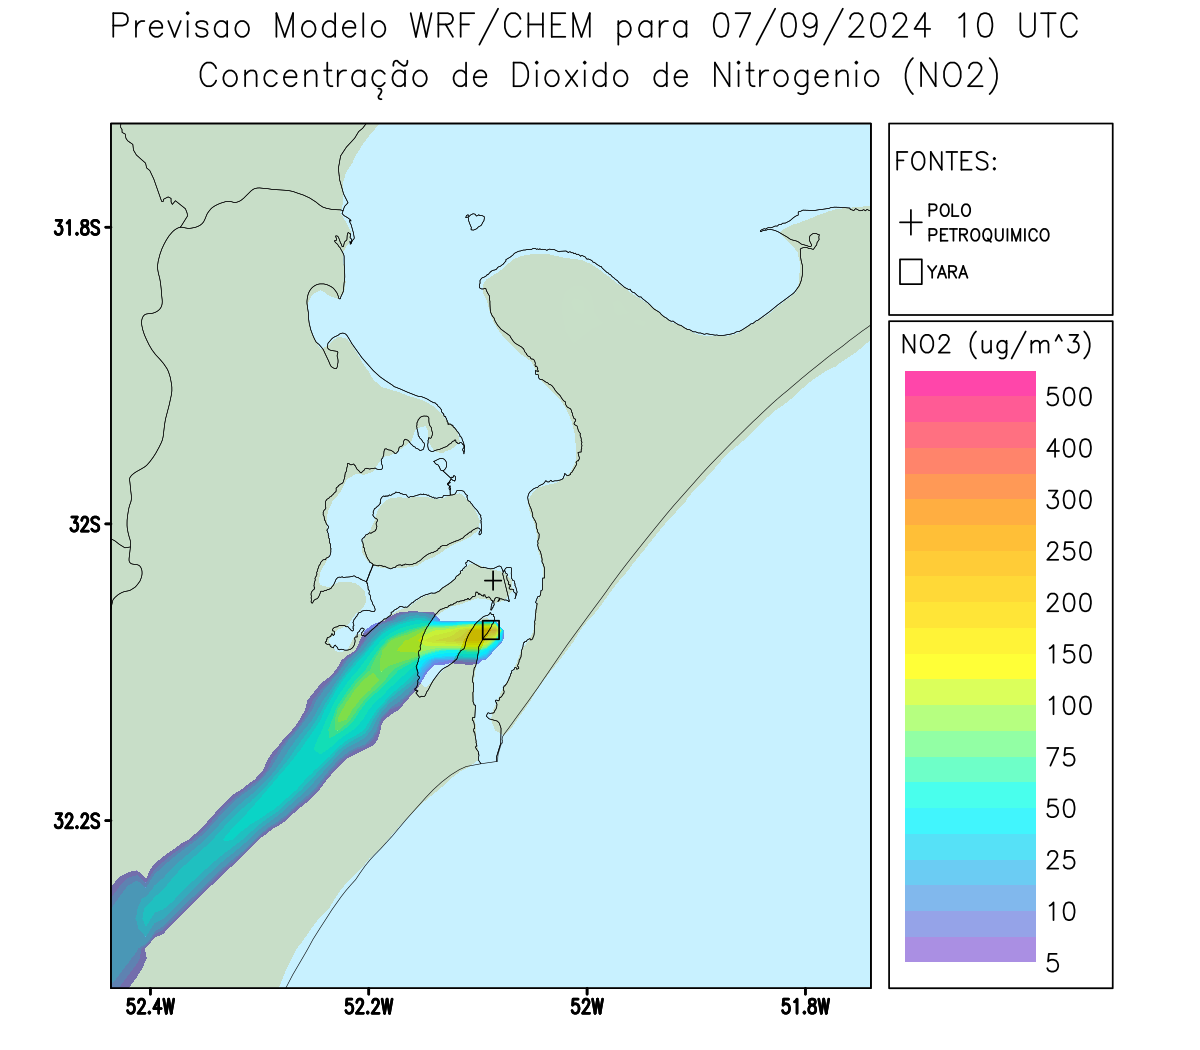 Previsao Modelo WRF/CHEM para 07/09/2024 10 UTC
Concentração de Dioxido de Nitrogenio (NO2)
FONTES:
POLO
PETROQUIMICO
YARA
31.8S
32S
32.2S
52.4W
52.2W
52W
51.8W
NO2 (ug/m^3)
500
400
300
250
200
150
100
75
50
25
10
5